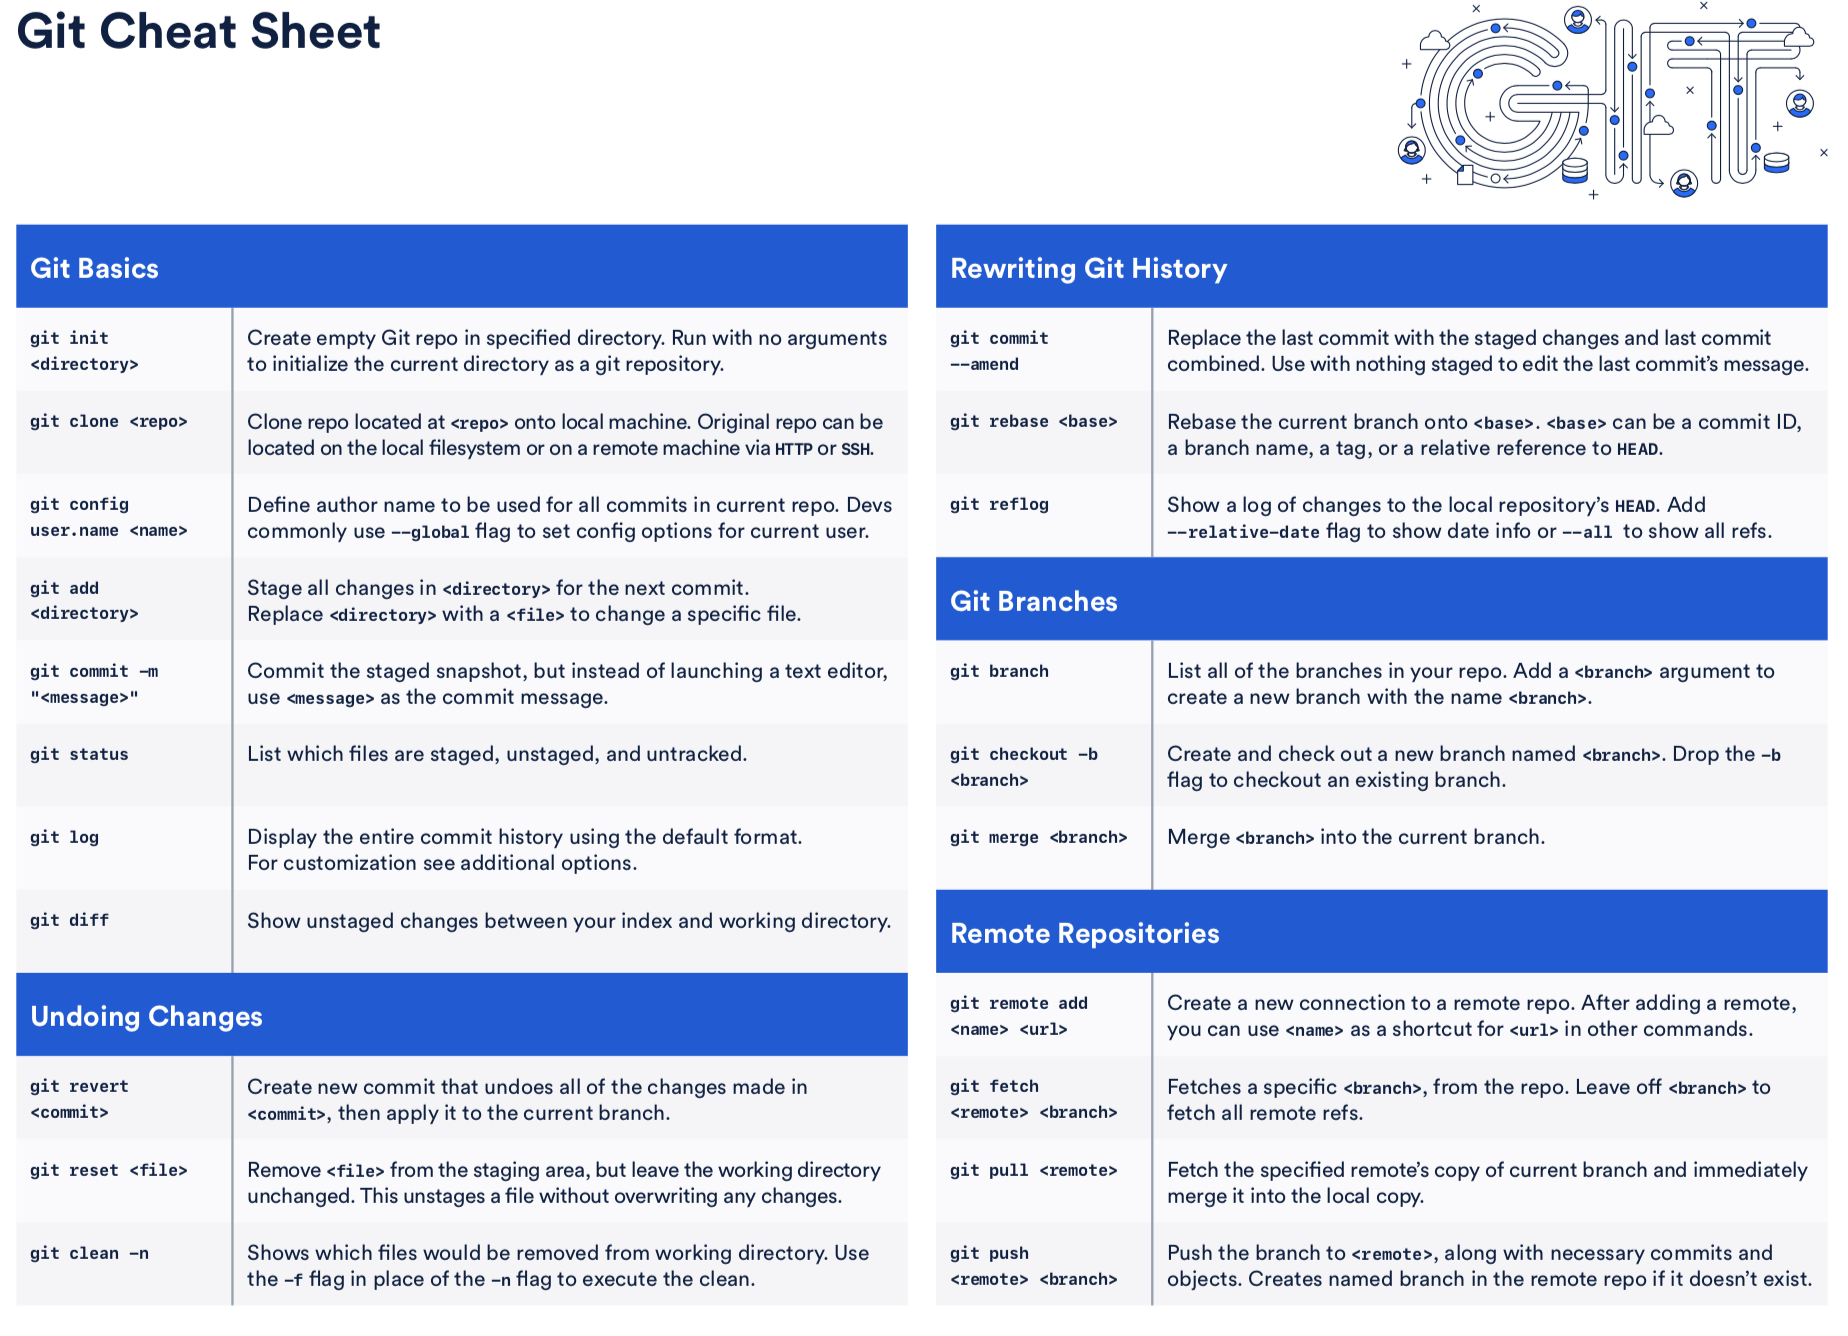 Git Cheat Sheet
Git Basics
git init
<directory>
Create empty Git repo in specified directory. Run with no arguments
to initialize the current directory as a git repository.
git clone <repo>
Clone repo located at <repo> onto local machine. Original repo can be
located on the local filesystem or on a remote machine via HTTP or SSH.
git config
user.name <name>
Define author name to be used for all commits in current repo. Devs
commonly use --global flag to set config options for current user.
git add
<directory>
Stage all changes in <directory> for the next commit.
Replace <directory> with a <file> to change a specific file.
git commit -m
"<message>"
Commit the staged snapshot, but instead of launching a text editor,
use <message> as the commit message.
git status
List which files are staged, unstaged, and untracked.
git log
Display the entire commit history using the default format.
For customization see additional options.
git diff
Show unstaged changes between your index and working directory.
Undoing Changes
git revert
<commit>
Create new commit that undoes all of the changes made in
<commit>, then apply it to the current branch.
git reset <file>
Remove <file> from the staging area, but leave the working directory
unchanged. This unstages a file without overwriting any changes.
git clean -n
Shows which files would be removed from working directory. Use
the -f flag in place of the -n flag to execute the clean.
GIT
Rewriting Git History
git commit
--amend
Replace the last commit with the staged changes and last commit
combined. Use with nothing staged to edit the last commit's message.
git rebase <base>
Rebase the current branch onto <base>. <base> can be a commit ID,
a branch name, a tag, or a relative reference to HEAD.
git reflog
Show a log of changes to the local repository's HEAD. Add
--relative-date flag to show date info or --all to show all refs.
Git Branches
git branch
List all of the branches in your repo. Add a <branch> argument to
create a new branch with the name <branch>.
git checkout -b
<branch>
Create and check out a new branch named <branch>. Drop the -b
flag to checkout an existing branch.
git merge <branch>
Merge <branch> into the current branch.
Remote Repositories
git remote add
<name> <url>
Create a new connection to a remote repo. After adding a remote,
you can use <name> as a shortcut for <url> in other commands.
git fetch
<remote> <branch>
Fetches a specific <branch>, from the repo. Leave off <branch> to
fetch all remote refs.
git pull <remote>
Fetch the specified remote's copy of current branch and immediately
merge it into the local copy.
git push
<remote> <branch>
Push the branch to <remote>, along with necessary commits and
objects. Creates named branch in the remote repo if it doesn't exist.